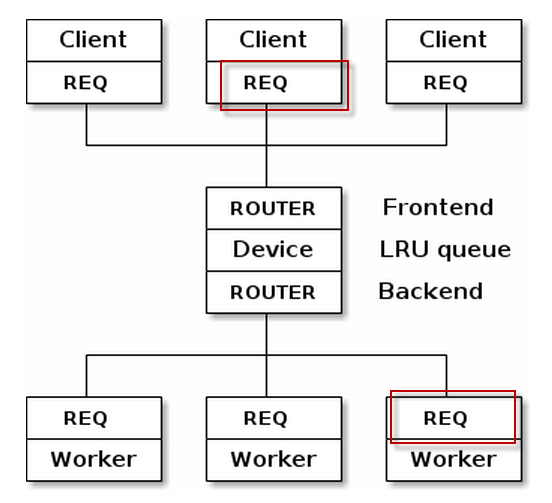 Client Client Client
REQ REQ REQ
ROUTER Frontend
Device LRU queue
ROUTER Backend
REQ REQ REQ
Worker Worker Worker